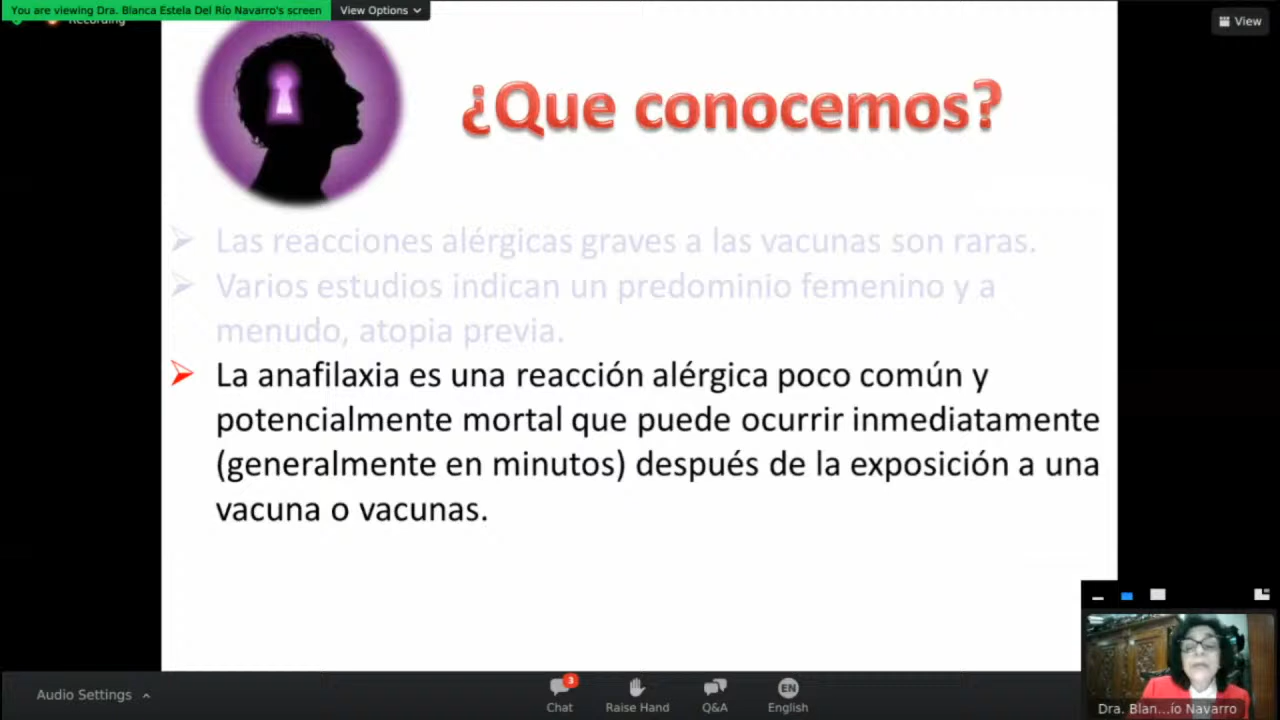 You are viewing Dra. Blanca Estela Del Río Navarro's screen
View Options
Recording
View
¿Que conocemos?
Las reacciones alérgicas graves a las vacunas son raras.
Varios estudios indican un predominio femenino y a
menudo, atopia previa.
La anafilaxia es una reacción alérgica poco común y
potencialmente mortal que puede ocurrir inmediatamente
(generalmente en minutos) después de la exposición a una
vacuna o vacunas.
Audio Settings
3
Chat
Raise Hand
Q&A
EN
English
Dra. Blan...ío Navarro